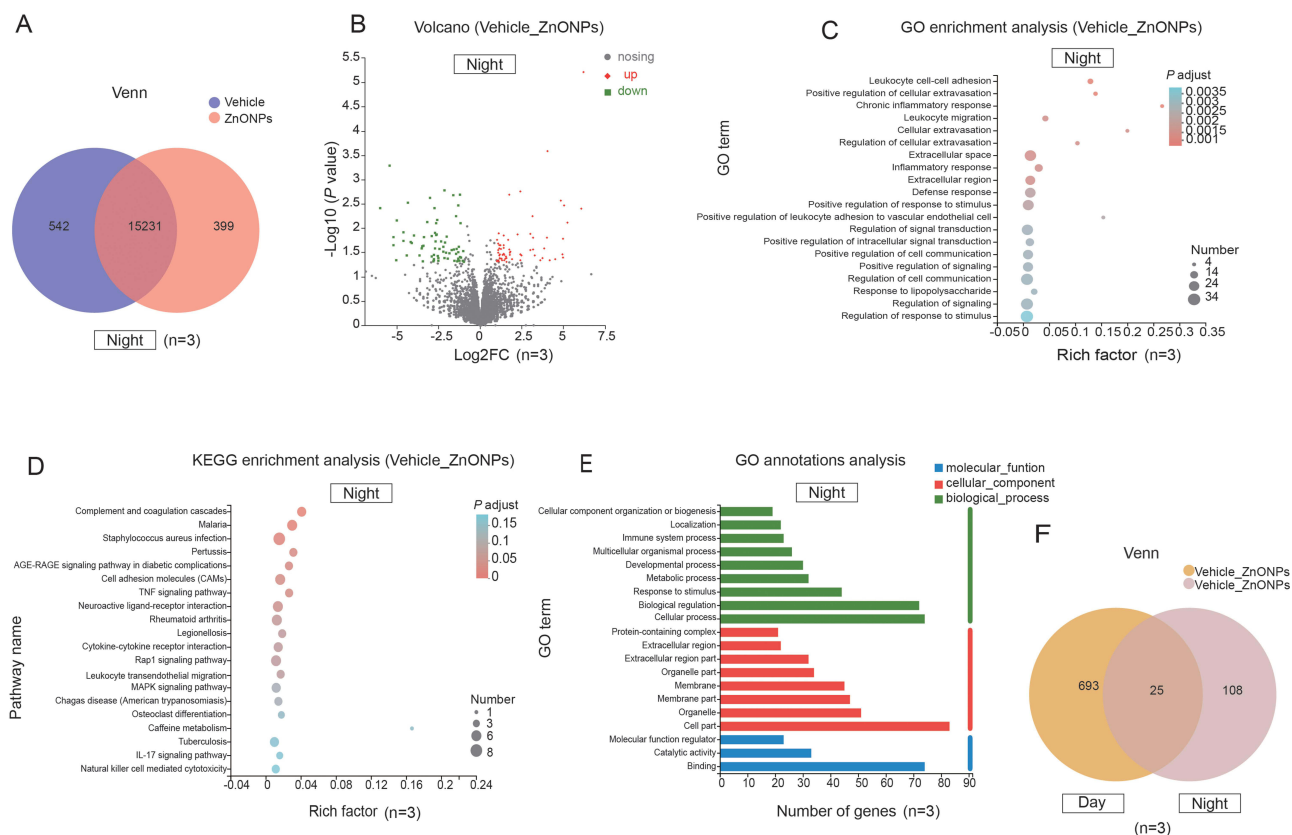 A
Venn
Vehicle
ZnONPs
542
15231
399
Night (n=3)
B
Volcano (Vehicle_ZnONPs)
Night
nosing
up
down
-Log10 (P value)
5.5
5
4.5
4
3.5
3
2.5
2
1.5
1
0.5
0
-5
-2.5
0
2.5
5
7.5
Log2FC (n=3)
C
GO enrichment analysis (Vehicle_ZnONPs)
Night
GO term
Leukocyte cell-cell adhesion
Positive regulation of cellular extravasation
Chronic inflammatory response
Leukocyte migration
Cellular extravasation
Regulation of cellular extravasation
Extracellular space
Inflammatory response
Extracellular region
Defense response
Positive regulation of response to stimulus
Positive regulation of leukocyte adhesion to vascular endothelial cell
Regulation of signal transduction
Positive regulation of intracellular signal transduction
Positive regulation of cell communication
Positive regulation of signaling
Regulation of cell communication
Response to lipopolysaccharide
Regulation of signaling
Regulation of response to stimulus
P adjust
0.0035
0.003
0.0025
0.002
0.0015
0.001
Number
4
14
24
34
-0.05 0 0.05 0.1 0.15 0.2 0.25 0.3 0.35
Rich factor (n=3)
D
KEGG enrichment analysis (Vehicle_ZnONPs)
Night
Pathway name
Complement and coagulation cascades
Malaria
Staphylococcus aureus infection
Pertussis
AGE-RAGE signaling pathway in diabetic complications
Cell adhesion molecules (CAMs)
TNF signaling pathway
Neuroactive ligand-receptor interaction
Rheumatoid arthritis
Legionellosis
Cytokine-cytokine receptor interaction
Rap1 signaling pathway
Leukocyte transendothelial migration
MAPK signaling pathway
Chagas disease (American trypanosomiasis)
Osteoclast differentiation
Caffeine metabolism
Tuberculosis
IL-17 signaling pathway
Natural killer cell mediated cytotoxicity
P adjust
0.15
0.1
0.05
0
Number
1
3
6
8
-0.04 0 0.04 0.08 0.12 0.16 0.2 0.24
Rich factor (n=3)
E
GO annotations analysis
Night
molecular_funtion
cellular_component
biological_process
GO term
Cellular component organization or biogenesis
Localization
Immune system process
Multicellular organismal process
Developmental process
Metabolic process
Response to stimulus
Biological regulation
Cellular process
Protein-containing complex
Extracellular region
Extracellular region part
Organelle part
Membrane
Membrane part
Organelle
Cell part
Molecular function regulator
Catalytic activity
Binding
0 10 20 30 40 50 60 70 80 90
Number of genes (n=3)
F
Venn
Vehicle_ZnONPs
Vehicle_ZnONPs
693
25
108
Day
Night
(n=3)